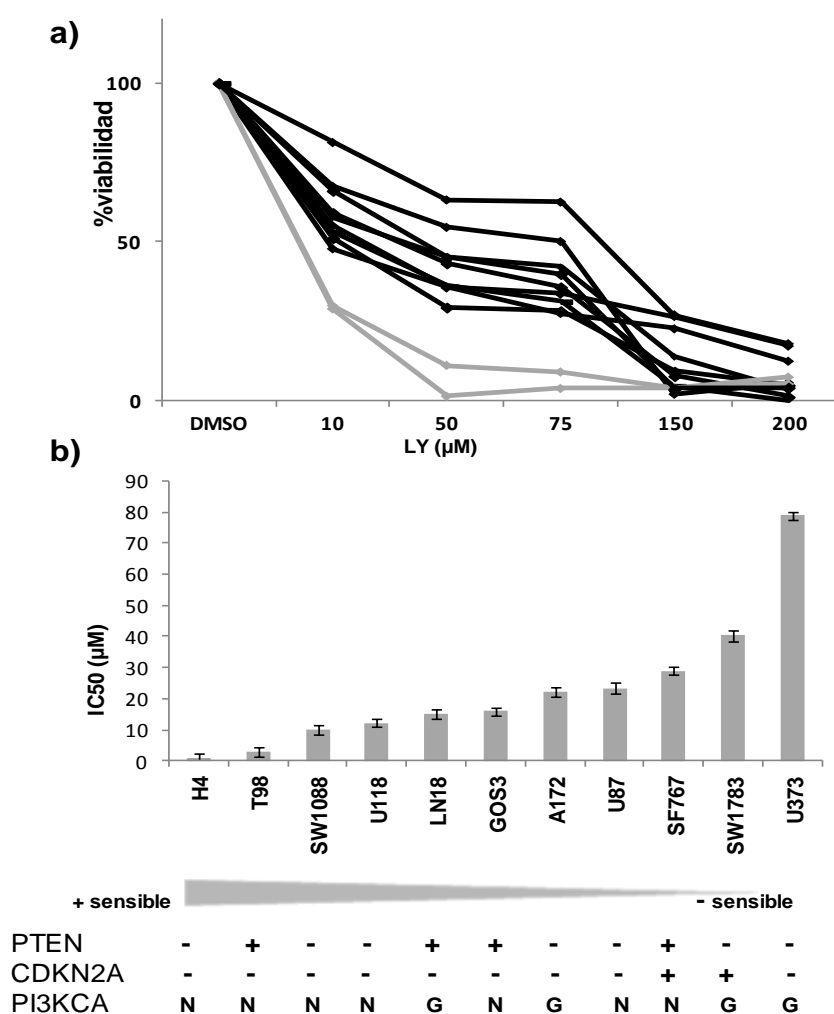 a)
%viabilidad
100
50
0
DMSO 10 50 75 150 200
LY (µM)
b)
IC50 (µM)
90
80
70
60
50
40
30
20
10
0
H4 T98 SW1088 U118 LN18 GOS3 A172 U87 SF767 SW1783 U373
+ sensible - sensible
PTEN - + - - + + - - + - -
CDKN2A - - - - - - - - + + -
PI3KCA N N N N G N G N N G G